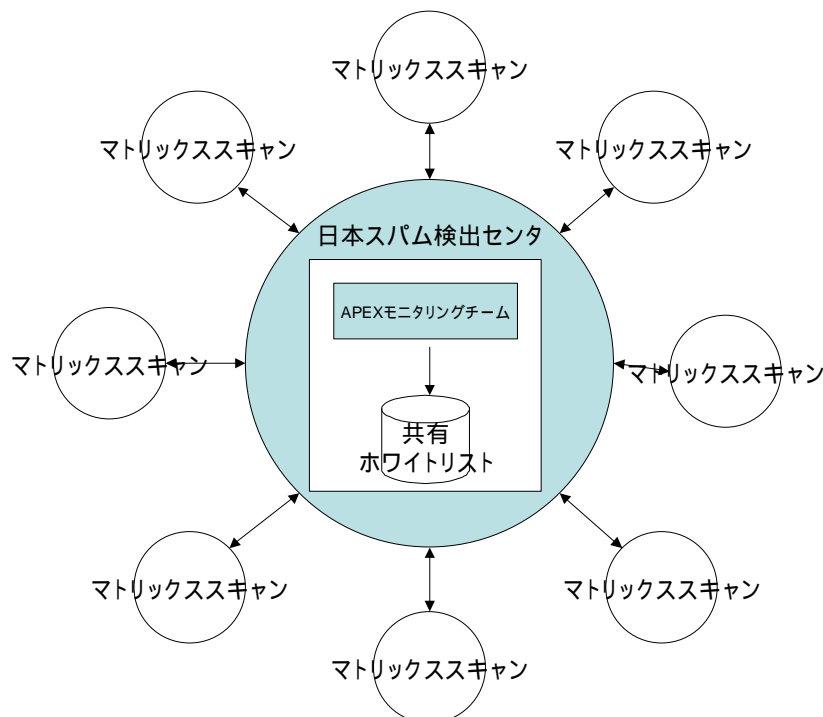 マトリックススキャン
マトリックススキャン
マトリックススキャン
日本スパム検出センタ
APEXモニタリングチーム
マトリックススキャン
マトリックススキャン
共有
ホワイトリスト
マトリックススキャン
マトリックススキャン
マトリックススキャン